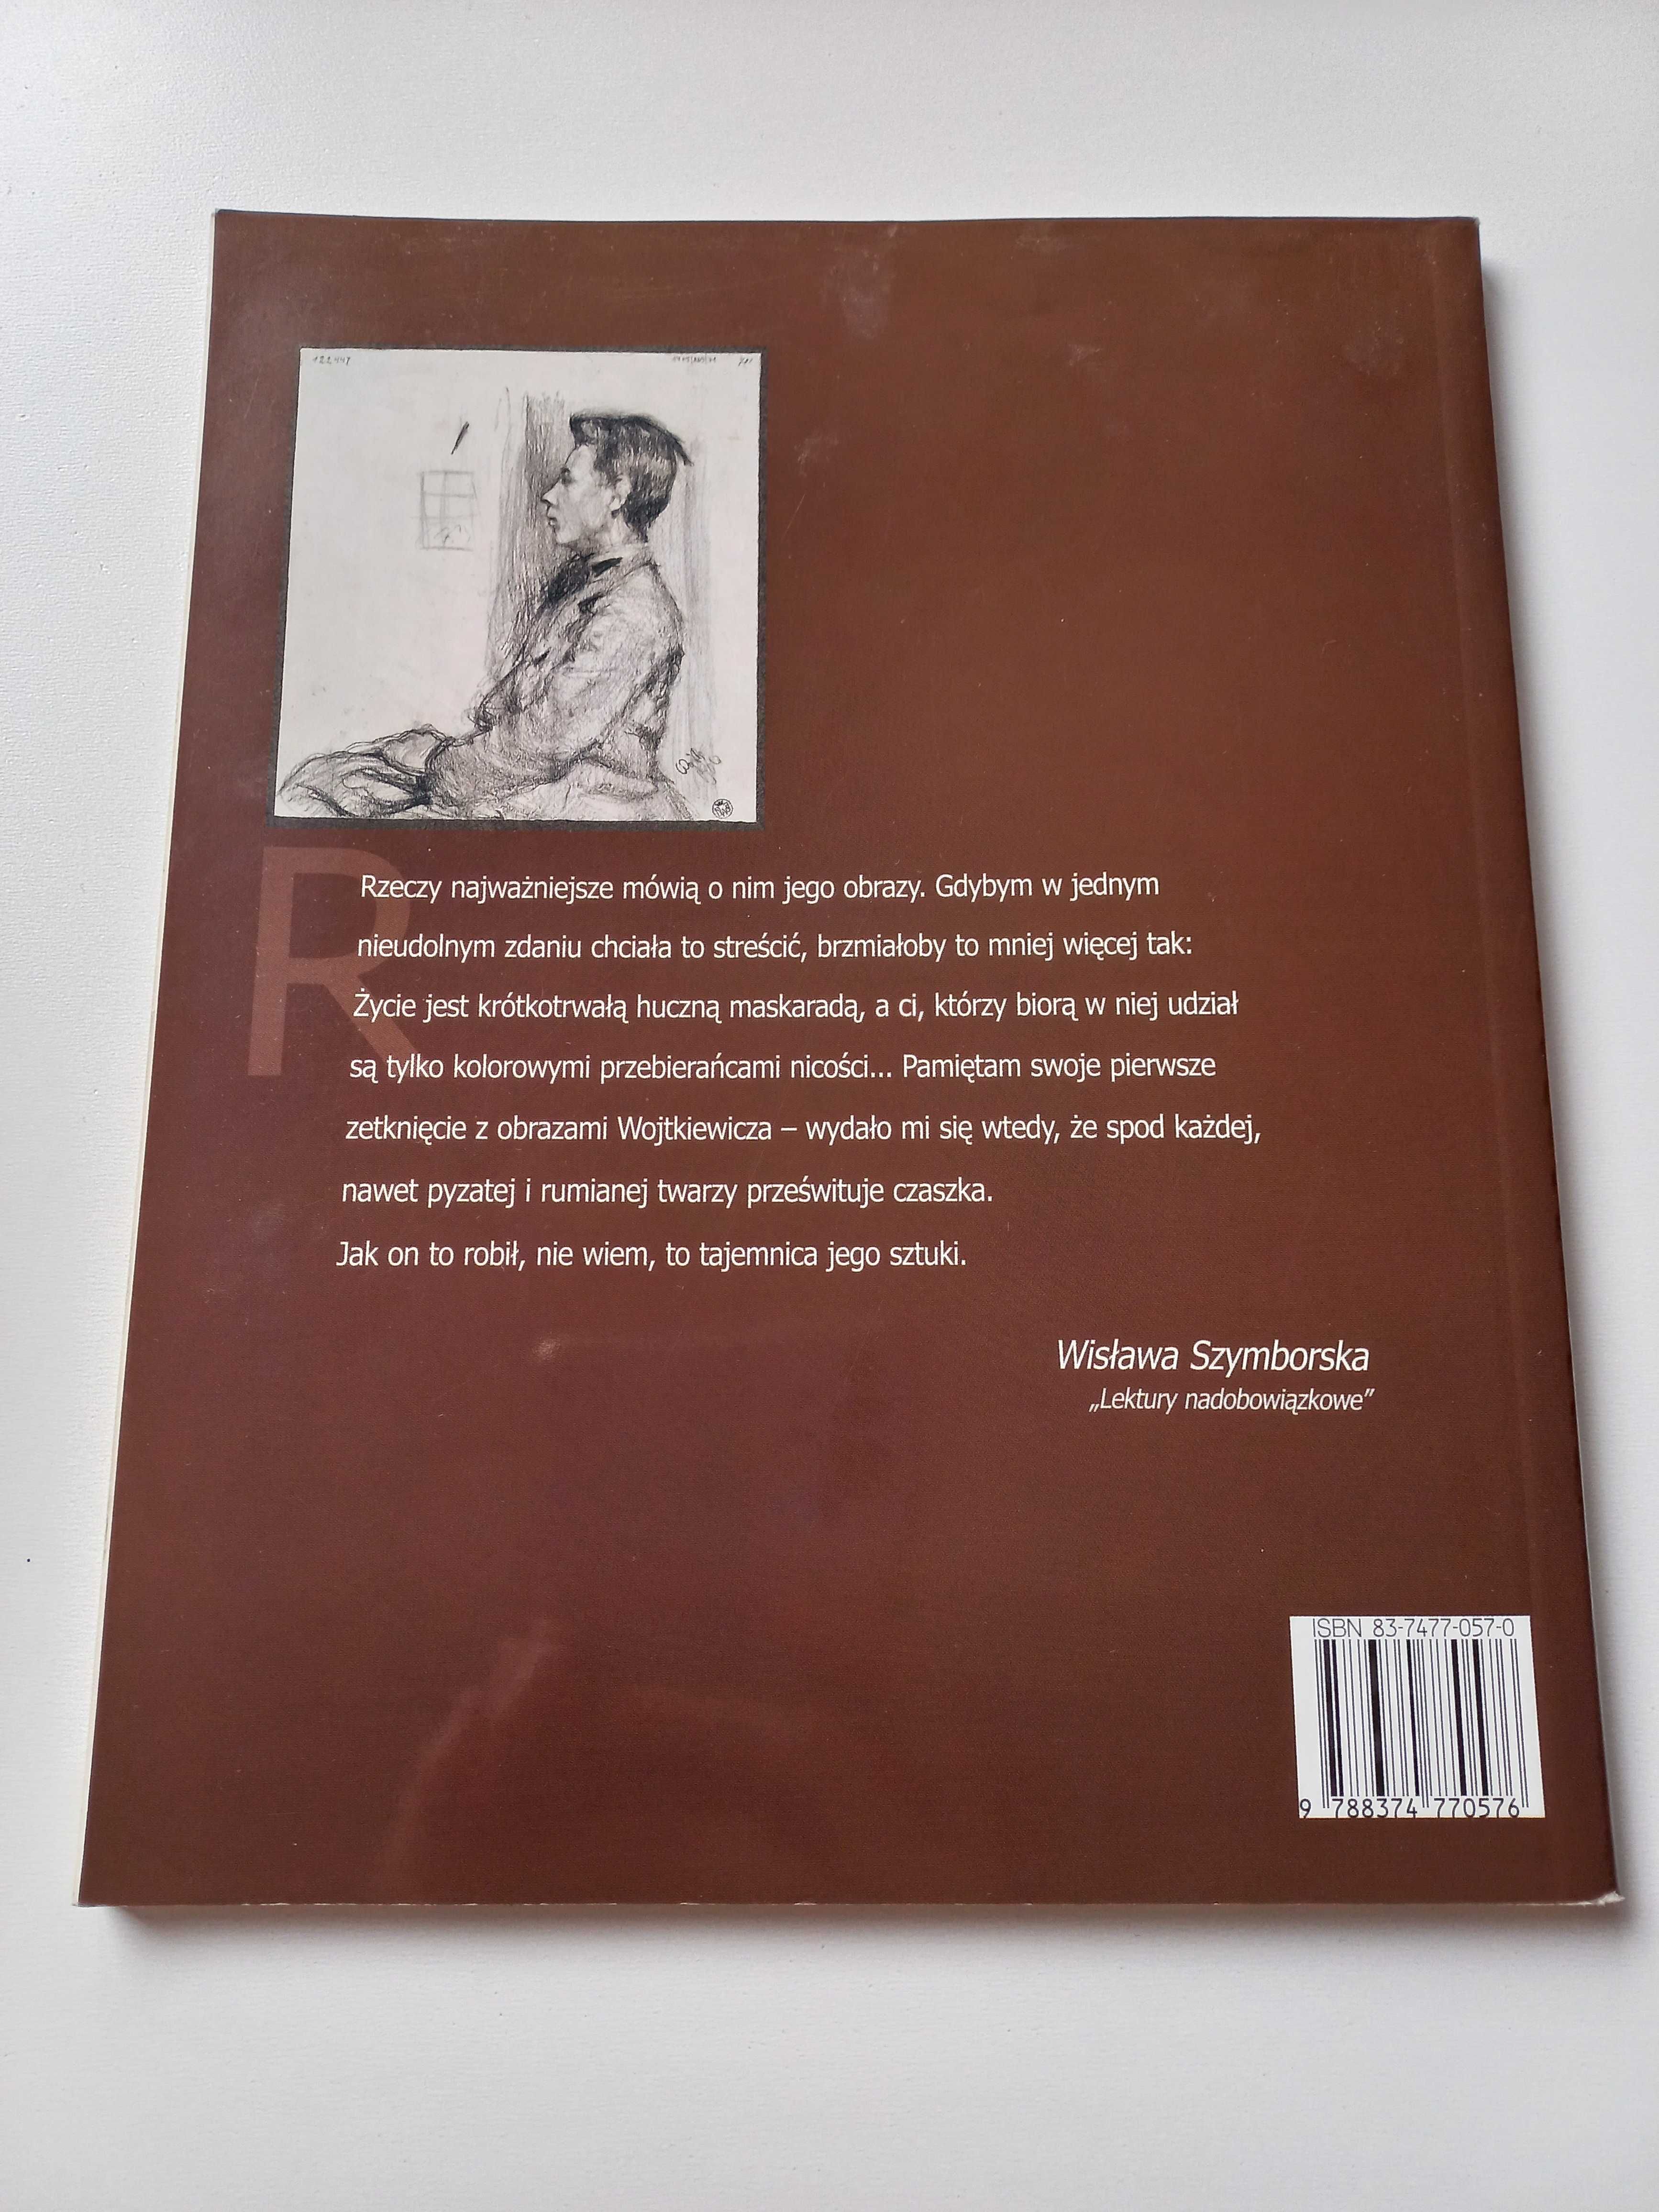 122447
Rzeczy najważniejsze mówią o nim jego obrazy. Gdybym w jednym
nieudolnym zdaniu chciała to streścić, brzmiałoby to mniej więcej tak:
Życie jest krótkotrwałą huczną maskaradą, a ci, którzy biorą w niej udział
są tylko kolorowymi przebierańcami nicości... Pamiętam swoje pierwsze
zetknięcie z obrazami Wojtkiewicza – wydało mi się wtedy, że spod każdej,
nawet pyzatej i rumianej twarzy prześwituje czaszka.
Jak on to robił, nie wiem, to tajemnica jego sztuki.
Wisława Szymborska
„Lektury nadobowiązkowe”
ISBN 83-7477-057-0
9 788374 770576